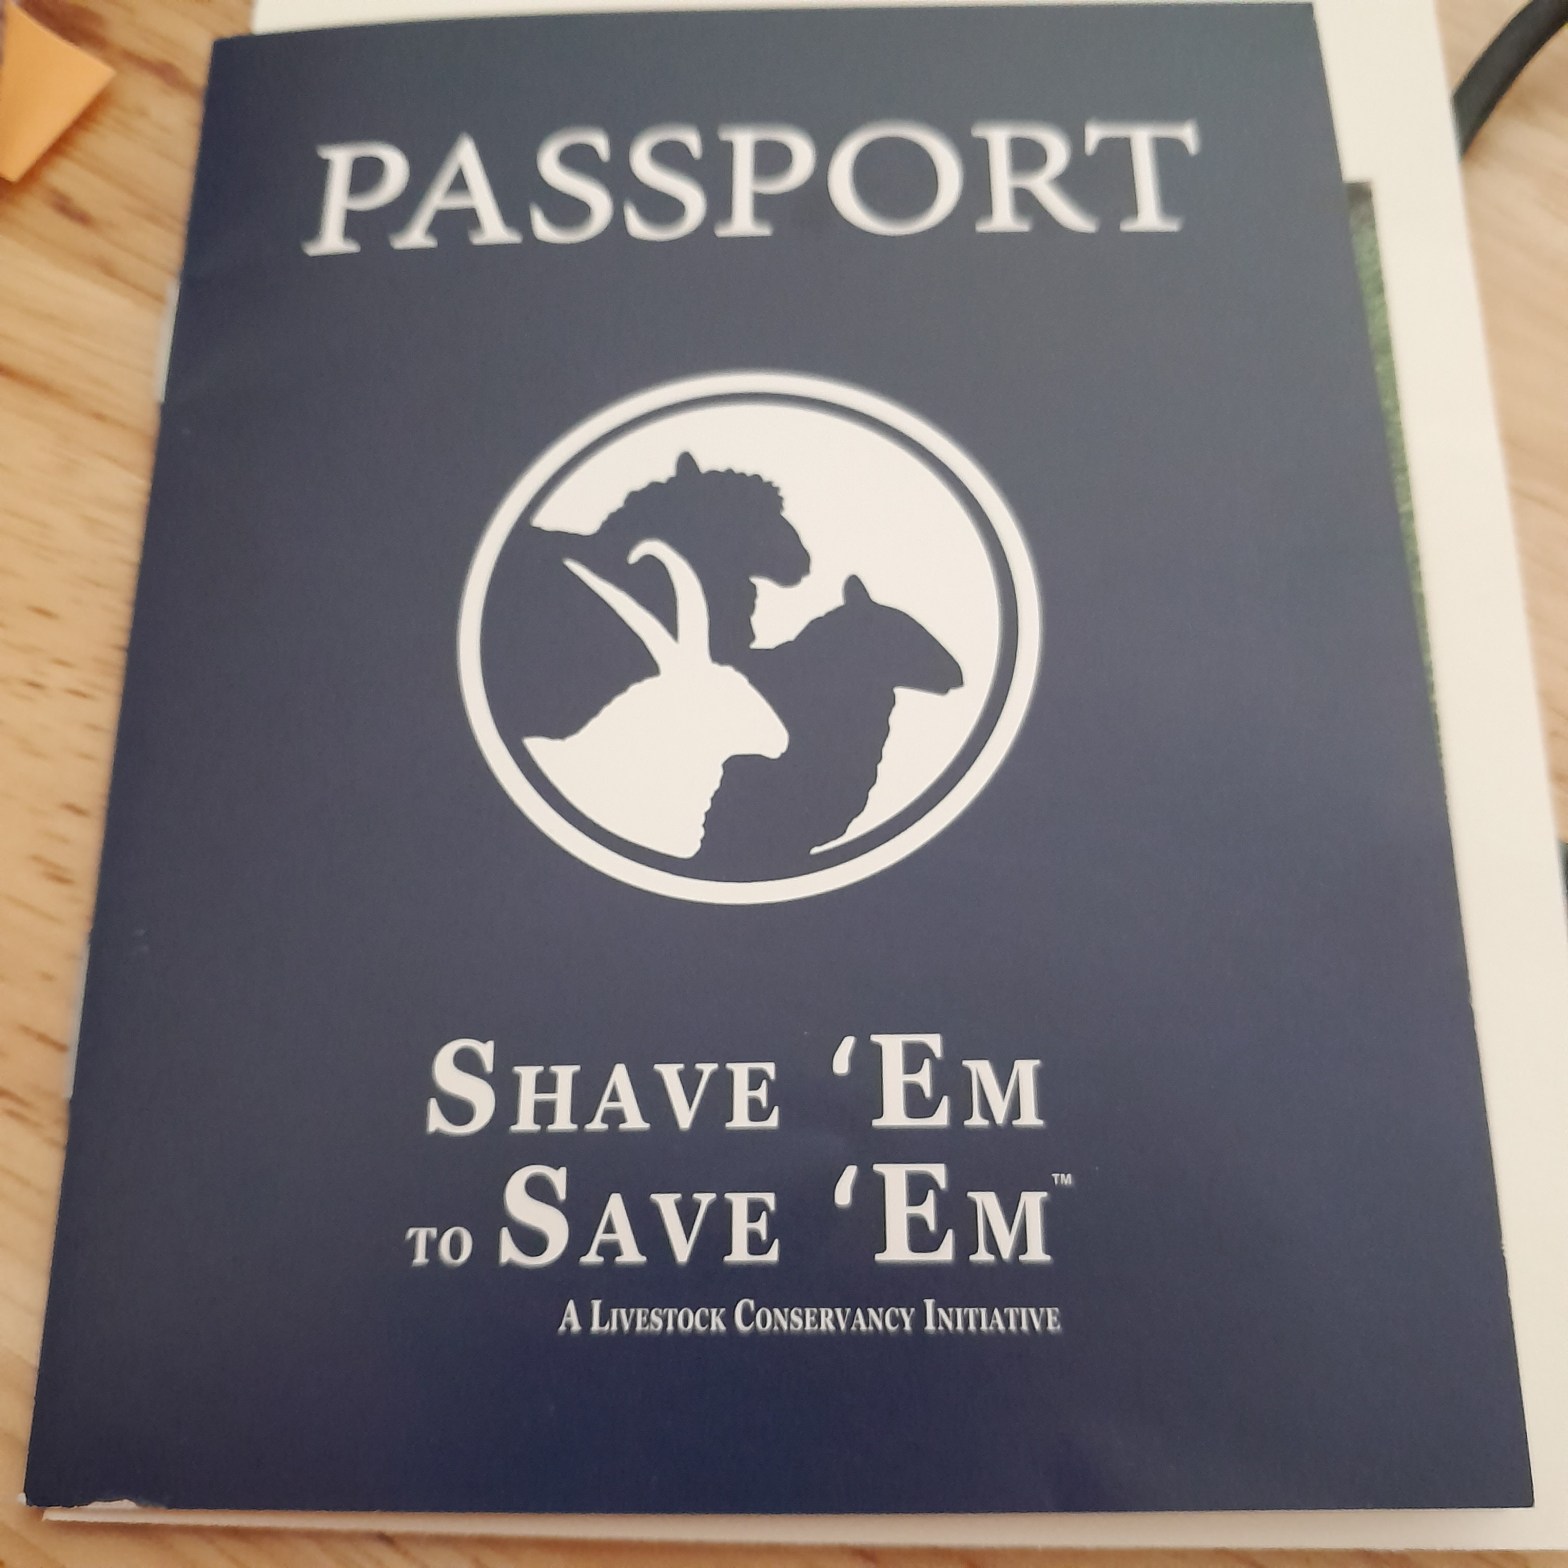 PASSPORT
SHAVE ‘EM
TO SAVE ‘EM™
A LIVESTOCK CONSERVANCY INITIATIVE